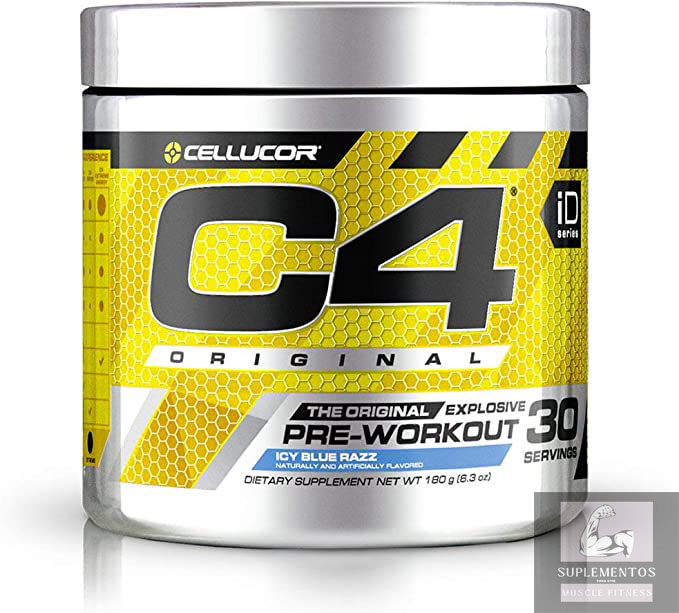 CELLUCOR®
C4®
iD
series
ORIGINAL
THE ORIGINAL EXPLOSIVE
PRE-WORKOUT
30
SERVINGS
ICY BLUE RAZZ
NATURALLY AND ARTIFICIALLY FLAVORED
DIETARY SUPPLEMENT NET WT 180 g (6.3 oz)
SUPLEMENTOS
MUSCLE FITNESS